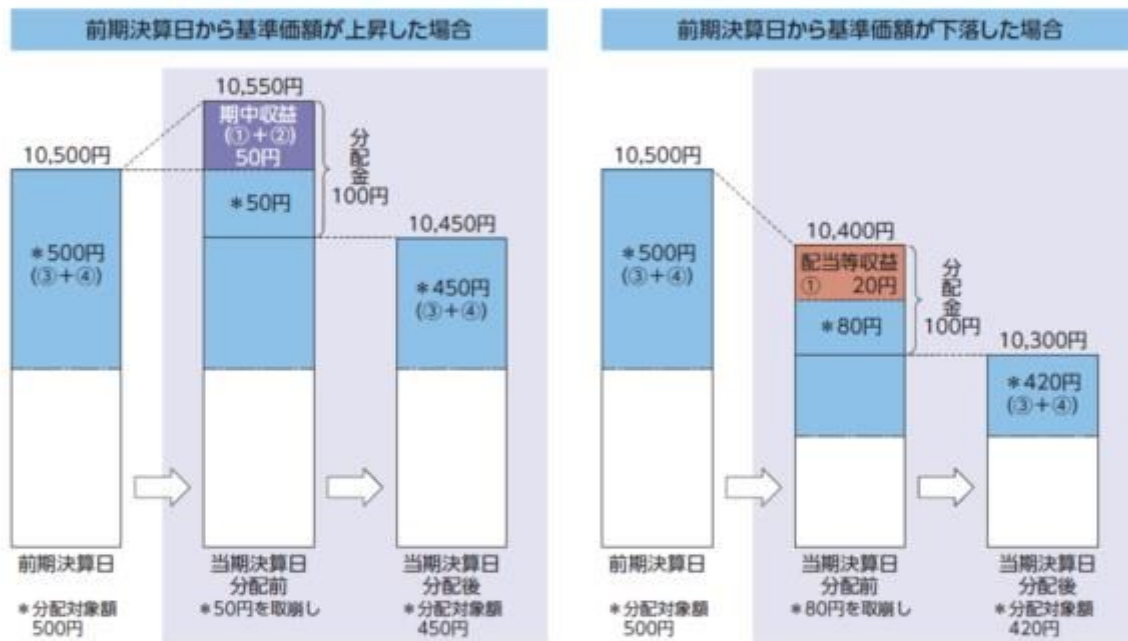 前期決算日から基準価額が上昇した場合
10,550円
期中収益
(①+②)
50円
10,500円
分配金
100円
＊50円
10,450円
＊500円
(③+④)
＊450円
(③+④)
前期決算日
当期決算日
分配前
当期決算日
分配後
＊分配対象額
500円
＊50円を取崩し
＊分配対象額
450円
前期決算日から基準価額が下落した場合
10,500円
10,400円
＊500円
(③+④)
配当等収益
① 20円
分配金
100円
＊80円
10,300円
＊420円
(③+④)
前期決算日
当期決算日
分配前
当期決算日
分配後
＊分配対象額
500円
＊80円を取崩し
＊分配対象額
420円